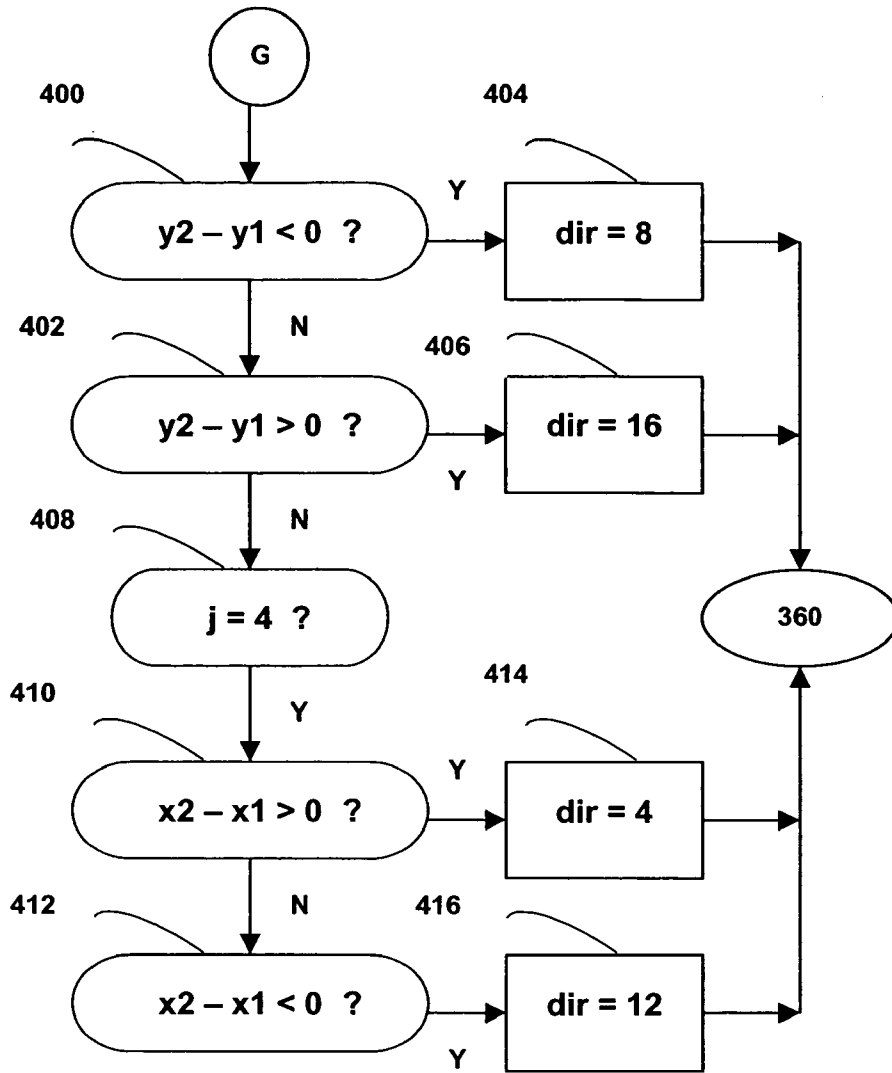 G
400
404
y2 – y1 < 0 ?
Y
dir = 8
402
N
406
y2 – y1 > 0 ?
Y
dir = 16
408
N
j = 4 ?
360
410
Y
414
x2 – x1 > 0 ?
Y
dir = 4
412
N
416
x2 – x1 < 0 ?
Y
dir = 12